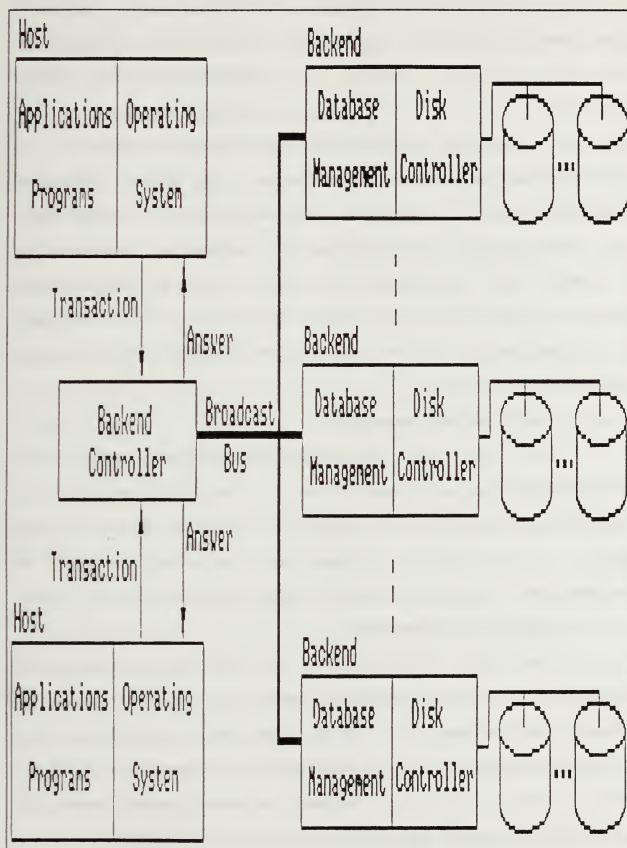 Host
Applications
Programs
Operating
System
Transaction
Answer
Backend
Controller
Broadcast
Bus
Transaction
Answer
Host
Applications
Programs
Operating
System
Backend
Database
Management
Disk
Controller
...
Backend
Database
Management
Disk
Controller
...
Backend
Database
Management
Disk
Controller
...